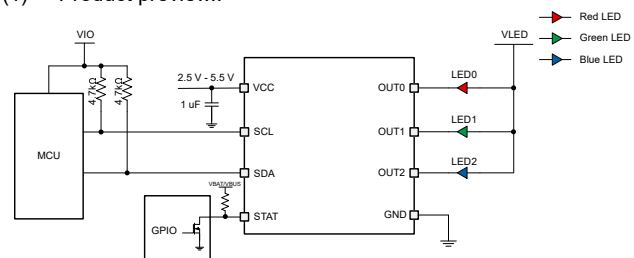 Red LED
Green LED
Blue LED
VIO
VLED
4.7kΩ
4.7kΩ
2.5 V - 5.5 V
1 uF
VCC
SCL
SDA
STAT
OUT0
OUT1
OUT2
GND
LED0
LED1
LED2
MCU
VBAT/VBUS
GPIO